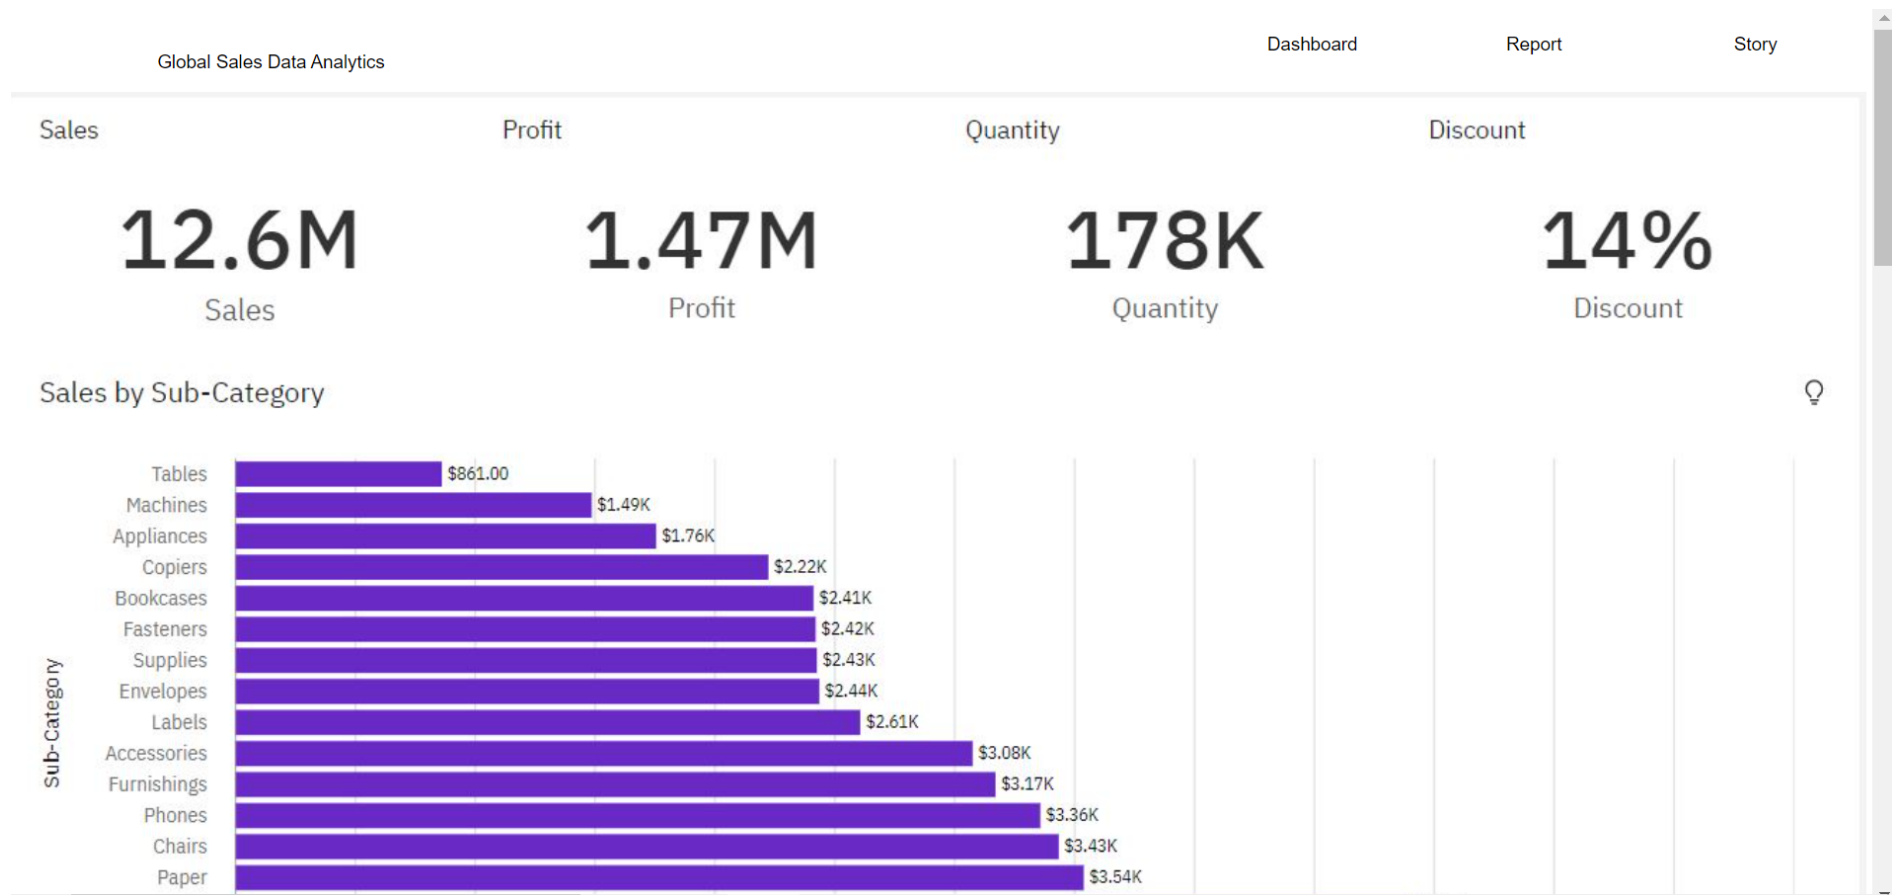 Global Sales Data Analytics
Dashboard
Report
Story
Sales
Profit
Quantity
Discount
12.6M
Sales
1.47M
Profit
178K
Quantity
14%
Discount
Sales by Sub-Category
Sub-Category
Tables $861.00
Machines $1.49K
Appliances $1.76K
Copiers $2.22K
Bookcases $2.41K
Fasteners $2.42K
Supplies $2.43K
Envelopes $2.44K
Labels $2.61K
Accessories $3.08K
Furnishings $3.17K
Phones $3.36K
Chairs $3.43K
Paper $3.54K